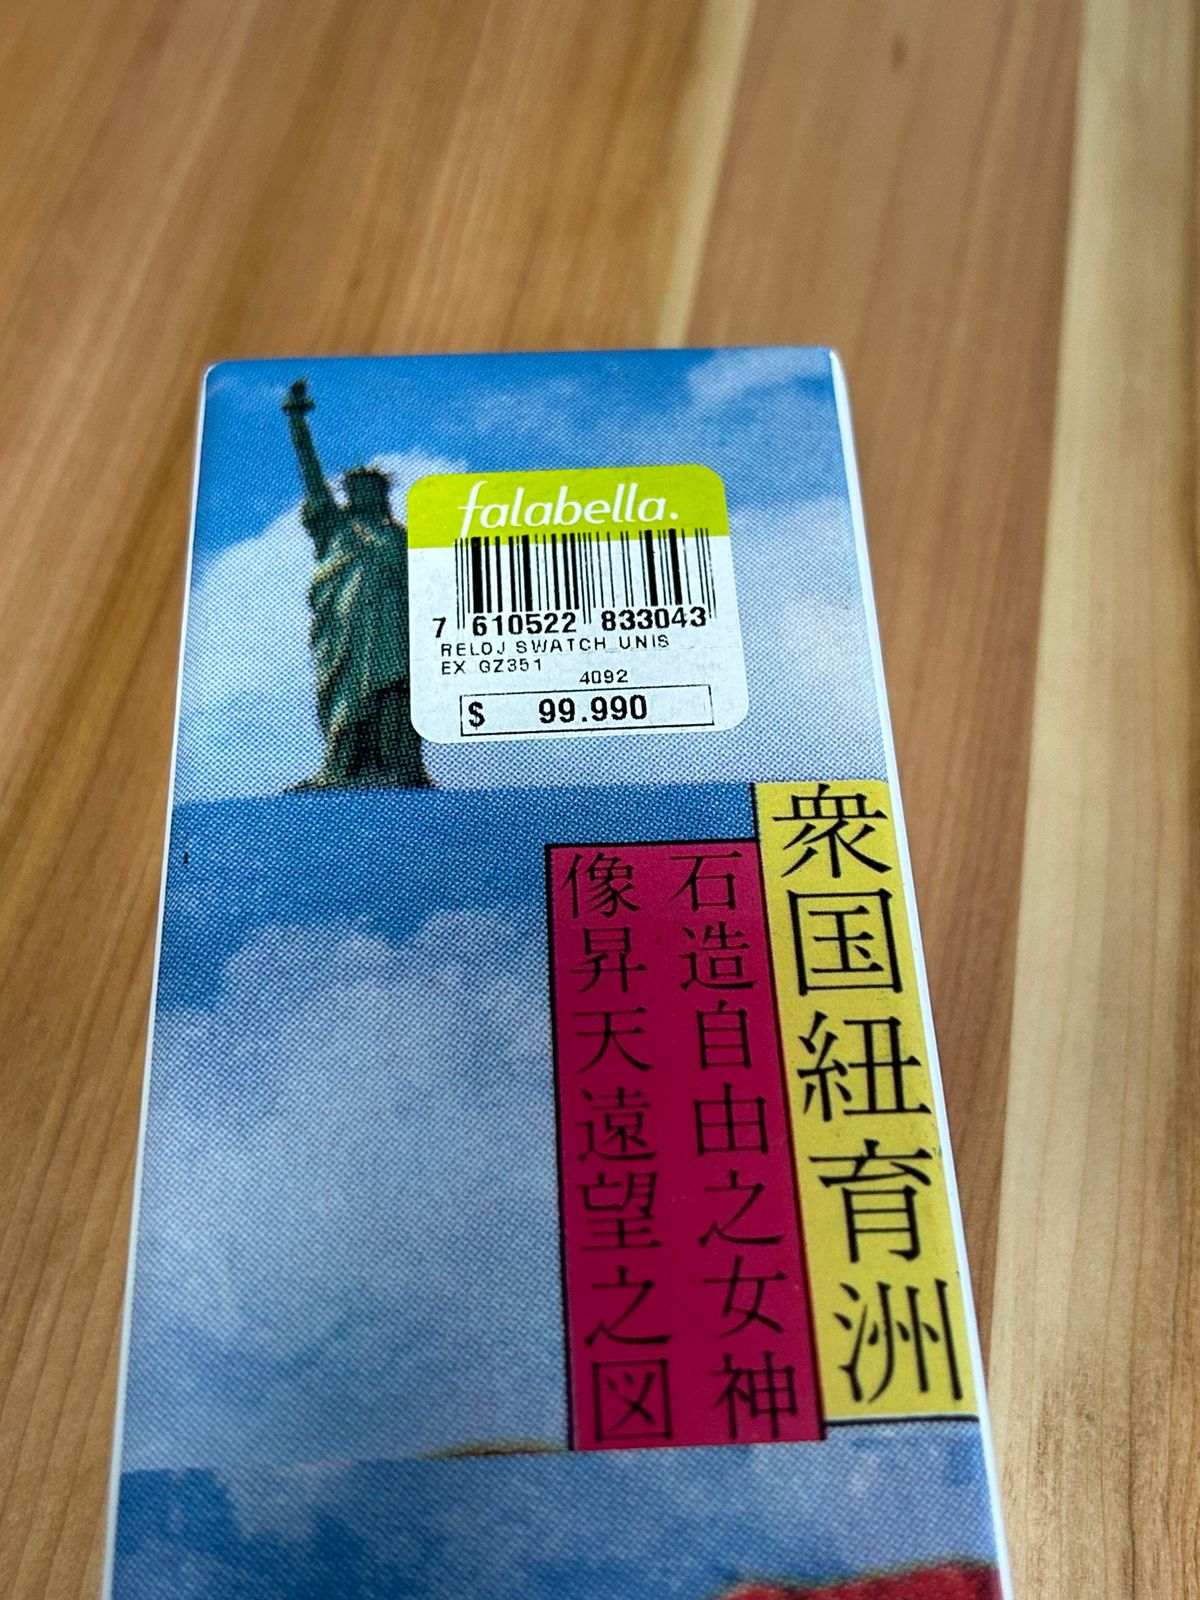 falabella.
7 610522 833043
RELOJ SWATCH UNIS
EX GZ351
4092
$ 99.990
衆国紐育洲
石造自由之女神
像昇天遠望之図